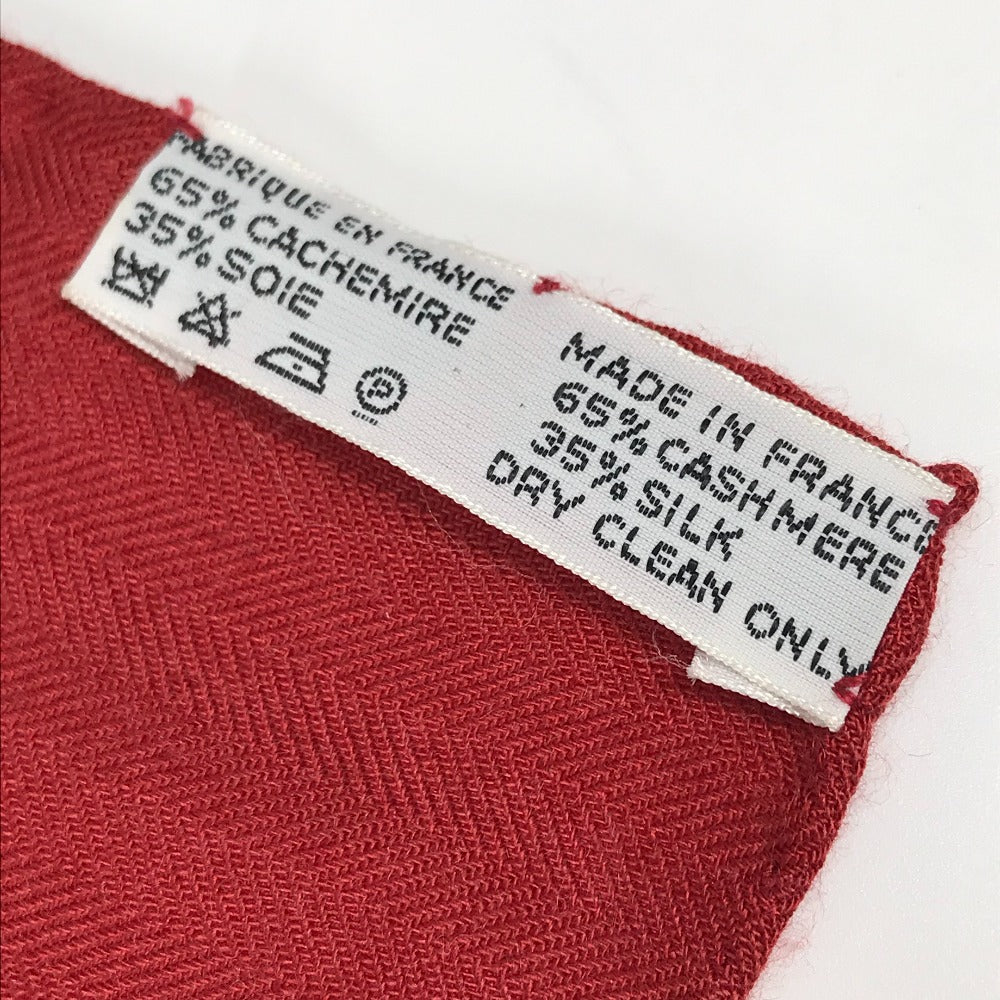 FABRIQUE EN FRANCE
65% CACHEMIRE
35% SOIE
P
MADE IN FRANCE
65% CASHMERE
35% SILK
DRY CLEAN ONLY